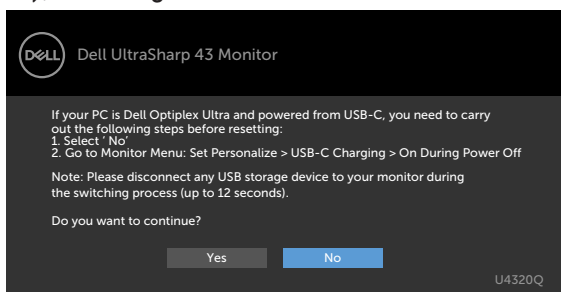 DELL
Dell UltraSharp 43 Monitor
If your PC is Dell Optiplex Ultra and powered from USB-C, you need to carry
out the following steps before resetting:
1. Select ‘ No’
2. Go to Monitor Menu: Set Personalize > USB-C Charging > On During Power Off
Note: Please disconnect any USB storage device to your monitor during
the switching process (up to 12 seconds).
Do you want to continue?
Yes No
U4320Q